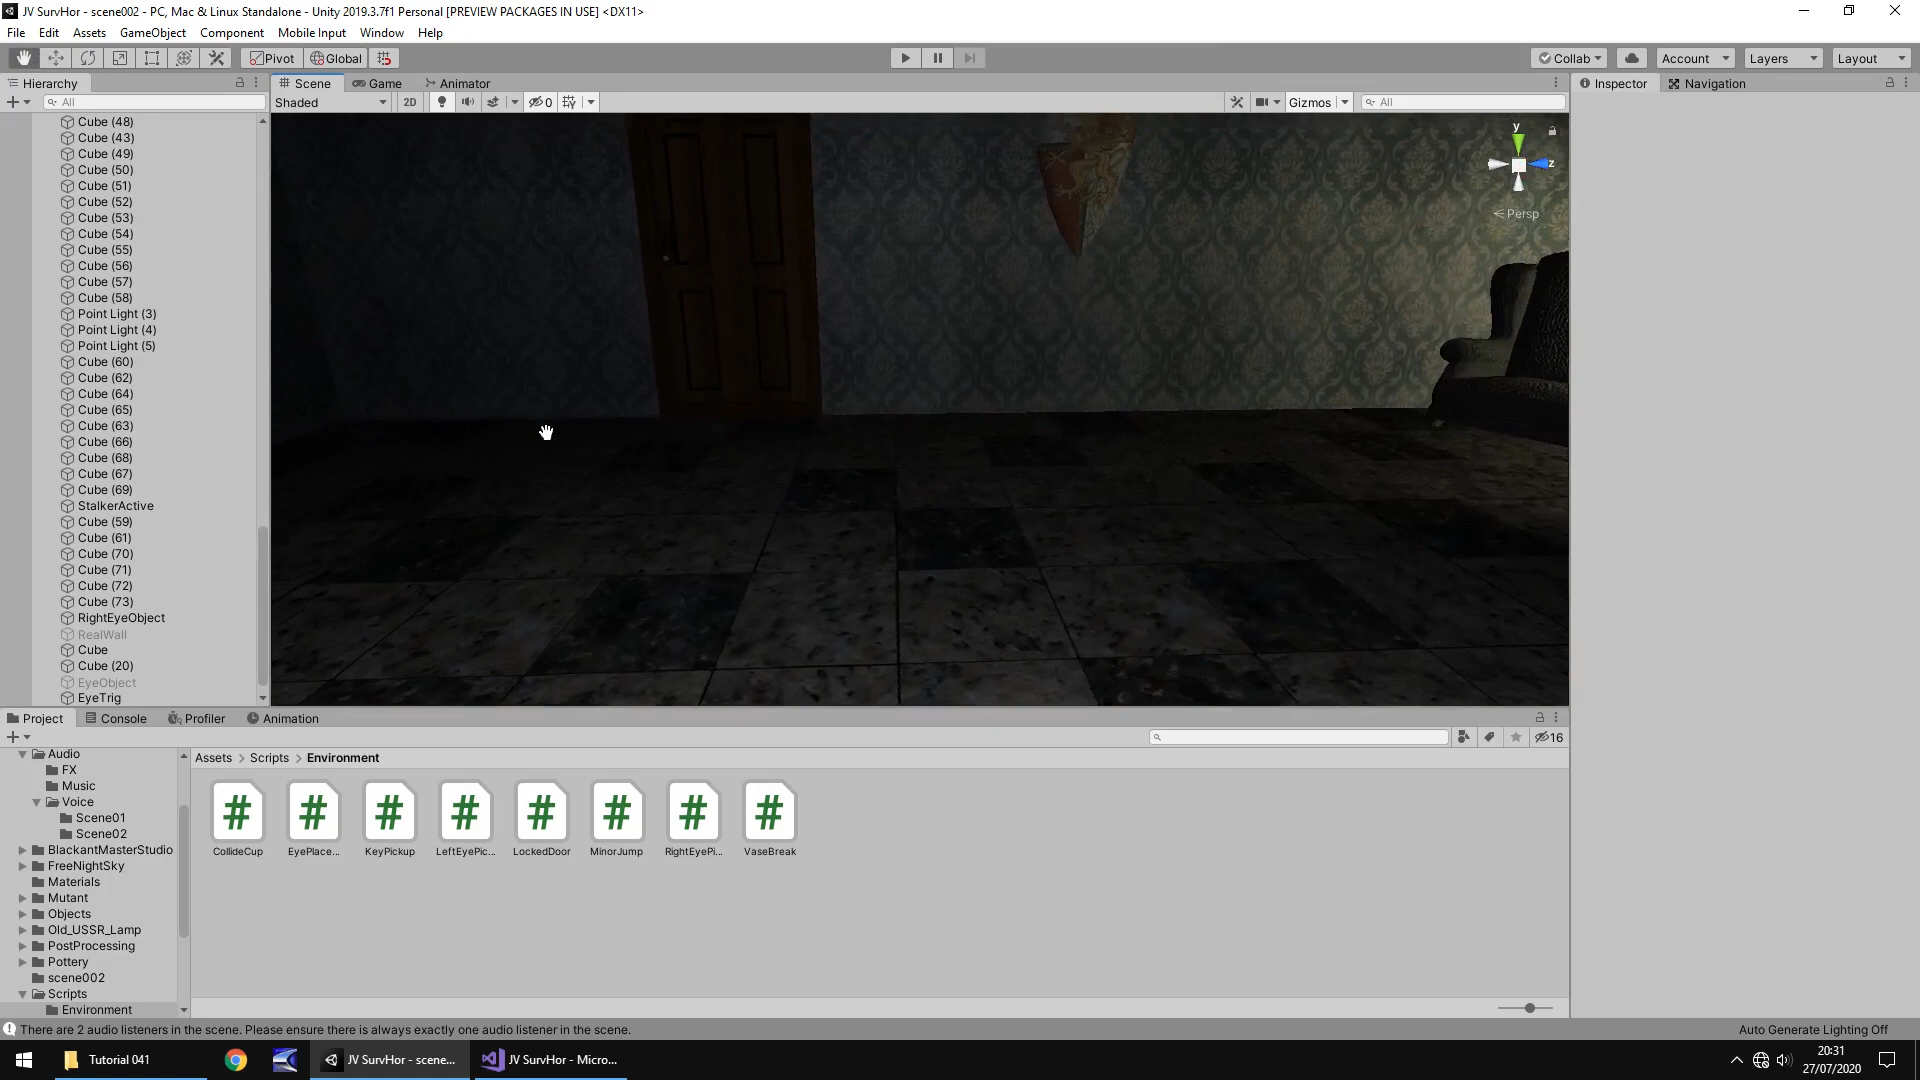 JV SurvHor - scene002 - PC, Mac & Linux Standalone - Unity 2019.3.7f1 Personal [PREVIEW PACKAGES IN USE] <DX11>
File Edit Assets GameObject Component Mobile Input Window Help
Pivot Global Collab Account Layers Layout
Hierarchy Scene Game Animator Inspector Navigation
All Shaded 2D 0 Gizmos All
Cube (48)
Cube (43)
Cube (49)
Cube (50)
Cube (51)
Cube (52)
Cube (53)
Cube (54)
Cube (55)
Cube (56)
Cube (57)
Cube (58)
Point Light (3)
Point Light (4)
Point Light (5)
Cube (60)
Cube (62)
Cube (64)
Cube (65)
Cube (63)
Cube (66)
Cube (68)
Cube (67)
Cube (69)
StalkerActive
Cube (59)
Cube (61)
Cube (70)
Cube (71)
Cube (72)
Cube (73)
RightEyeObject
RealWall
Cube
Cube (20)
EyeObject
EyeTrig
y
z
Persp
Project Console Profiler Animation
16
Audio
FX
Music
Voice
Scene01
Scene02
BlackantMasterStudio
FreeNightSky
Materials
Mutant
Objects
Old_USSR_Lamp
PostProcessing
Pottery
scene002
Scripts
Environment
Assets > Scripts > Environment
CollideCup EyePlace... KeyPickup LeftEyePic... LockedDoor MinorJump RightEyePi... VaseBreak
There are 2 audio listeners in the scene. Please ensure there is always exactly one audio listener in the scene.
Auto Generate Lighting Off
Tutorial 041
JV SurvHor - scene...
JV SurvHor - Micro...
20:31
27/07/2020